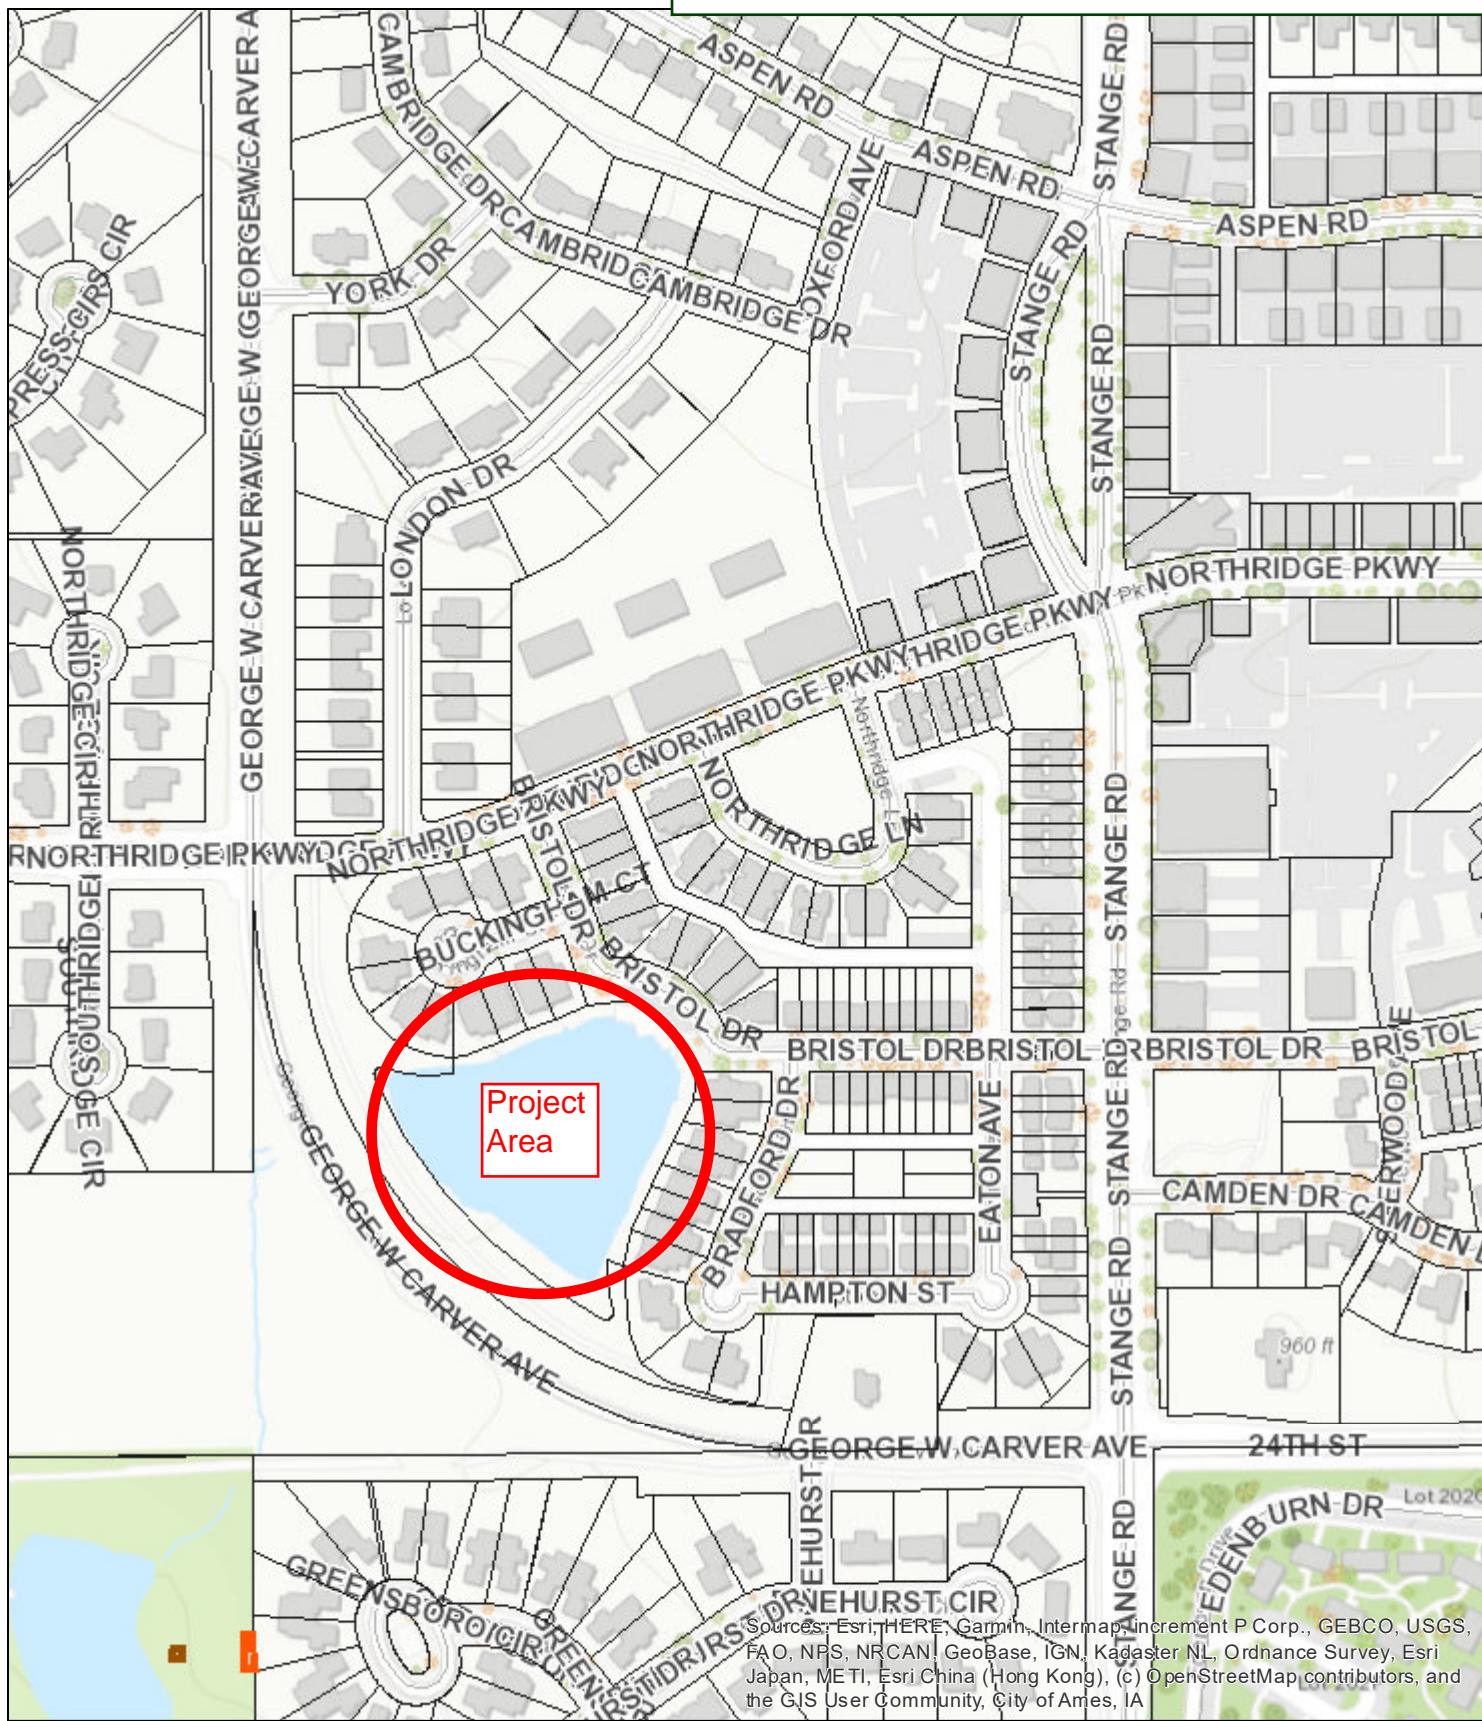 GEORGE W CARVER A
CAMBRIDGE DR
ASPEN RD
STANGE RD
ASPEN RD
OXFORD AVE
ASPEN RD
CAMBRIDGE DR
YORK DR
STANGE RD
STANGE RD
LONDON DR
GEORGE W CARVER AVE
NORTHRIDGE PKWY
NORTHRIDGE PKWY
NORTHRIDGE PKWY
NORTHRIDGE PKWY
NORTHRIDGE PKWY
BRISTOL DR
NORTHRIDGE LN
STANGE RD
BUCKINGHAM CT
BRISTOL DR
STANGE RD
BRISTOL DR
BRISTOL
BRISTOL DR
BRISTOL
Project
Area
BRADFORD DR
EATON AVE
STANGE RD
CAMDEN DR
CAMDEN
GEORGE W CARVER AVE
HAMPTON ST
STANGE RD
960 ft
GEORGE W CARVER AVE
24TH ST
EDENBURN DR
STANGE RD
GREENSBORO CIR
Sources: Esri, HERE, Garmin, Intermap, increment P Corp., GEBCO, USGS,
FAO, NPS, NRCAN, GeoBase, IGN, Kadaster NL, Ordnance Survey, Esri
Japan, METI, Esri China (Hong Kong), (c) OpenStreetMap contributors, and
the GIS User Community, City of Ames, IA